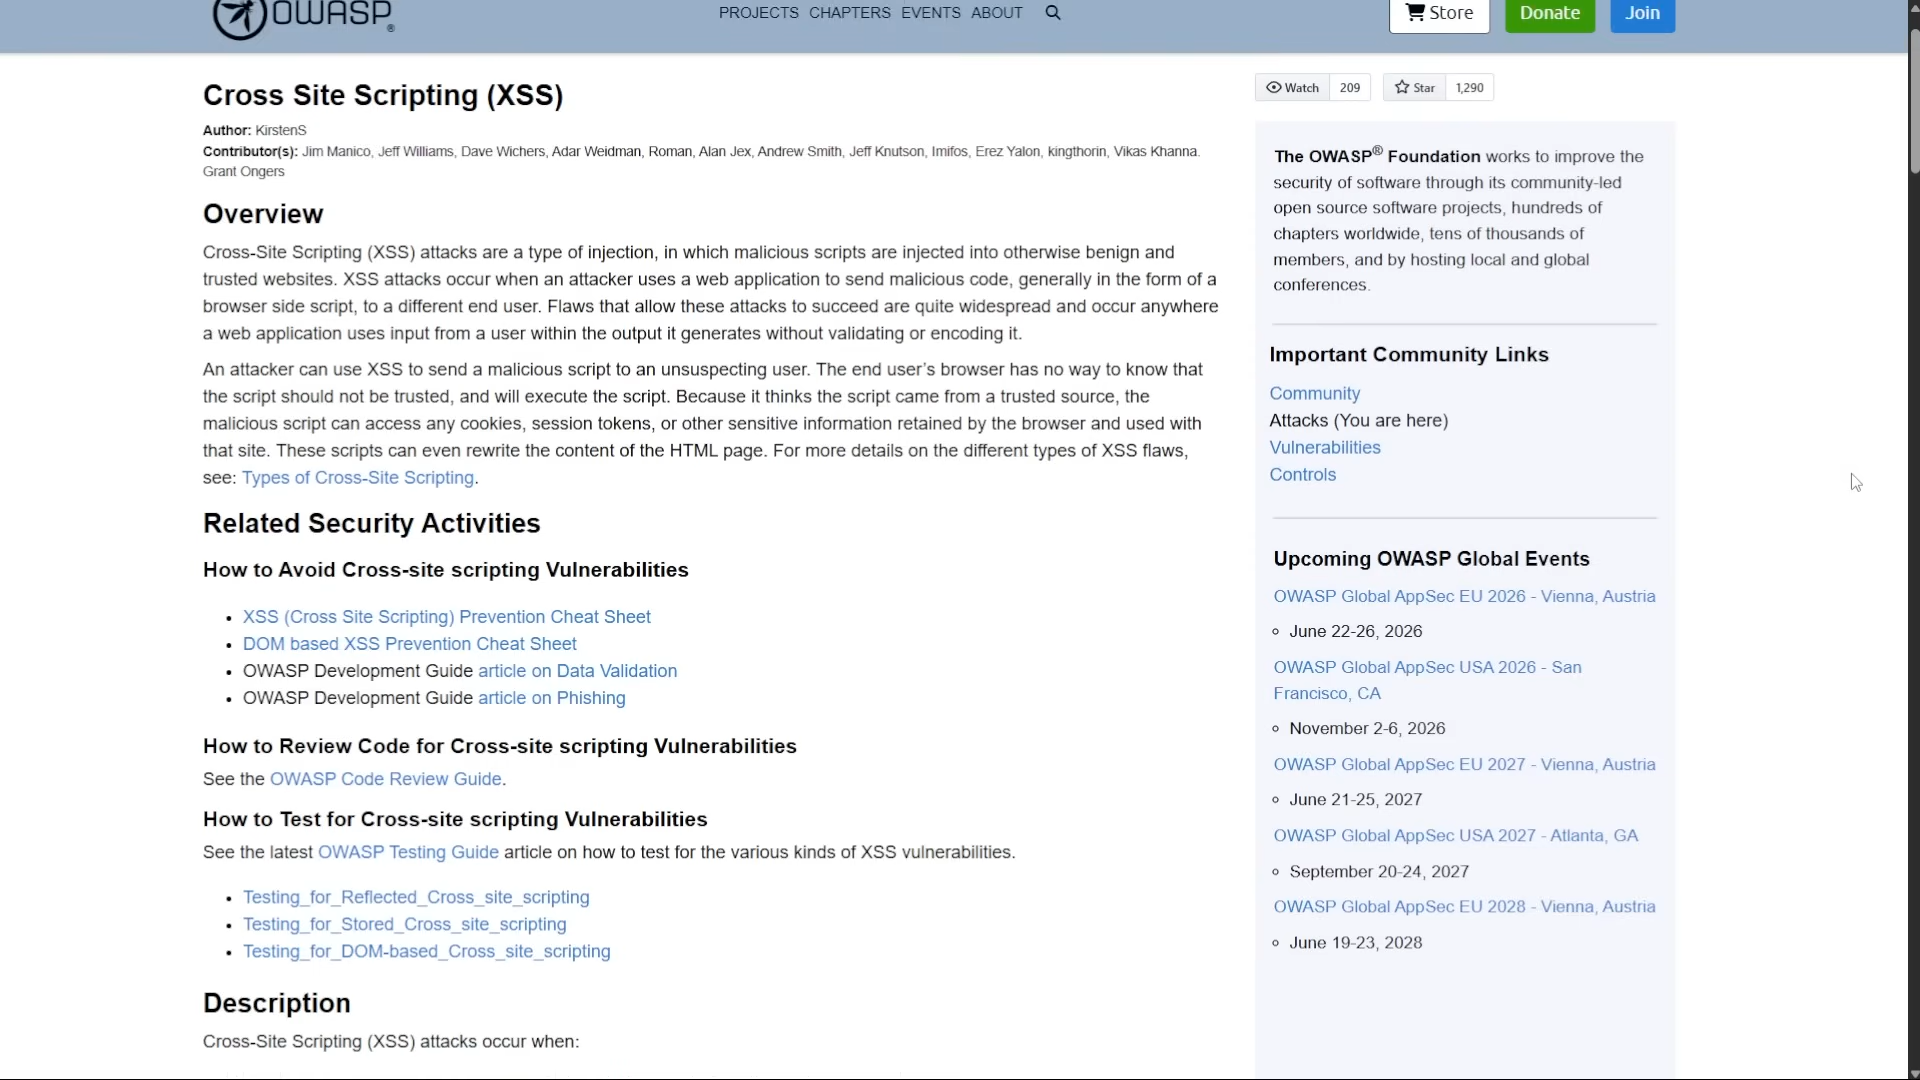 OWASP®
PROJECTS CHAPTERS EVENTS ABOUT
Store
Donate
Join
Cross Site Scripting (XSS)
Author: KirstenS
Contributor(s): Jim Manico, Jeff Williams, Dave Wichers, Adar Weidman, Roman, Alan Jex, Andrew Smith, Jeff Knutson, Imifos, Erez Yalon, kingthorin, Vikas Khanna.
Grant Ongers
Overview
Cross-Site Scripting (XSS) attacks are a type of injection, in which malicious scripts are injected into otherwise benign and
trusted websites. XSS attacks occur when an attacker uses a web application to send malicious code, generally in the form of a
browser side script, to a different end user. Flaws that allow these attacks to succeed are quite widespread and occur anywhere
a web application uses input from a user within the output it generates without validating or encoding it.
An attacker can use XSS to send a malicious script to an unsuspecting user. The end user’s browser has no way to know that
the script should not be trusted, and will execute the script. Because it thinks the script came from a trusted source, the
malicious script can access any cookies, session tokens, or other sensitive information retained by the browser and used with
that site. These scripts can even rewrite the content of the HTML page. For more details on the different types of XSS flaws,
see: Types of Cross-Site Scripting.
Related Security Activities
How to Avoid Cross-site scripting Vulnerabilities
• XSS (Cross Site Scripting) Prevention Cheat Sheet
• DOM based XSS Prevention Cheat Sheet
• OWASP Development Guide article on Data Validation
• OWASP Development Guide article on Phishing
How to Review Code for Cross-site scripting Vulnerabilities
See the OWASP Code Review Guide.
How to Test for Cross-site scripting Vulnerabilities
See the latest OWASP Testing Guide article on how to test for the various kinds of XSS vulnerabilities.
• Testing_for_Reflected_Cross_site_scripting
• Testing_for_Stored_Cross_site_scripting
• Testing_for_DOM-based_Cross_site_scripting
Description
Cross-Site Scripting (XSS) attacks occur when:
Watch 209 Star 1,290
The OWASP® Foundation works to improve the
security of software through its community-led
open source software projects, hundreds of
chapters worldwide, tens of thousands of
members, and by hosting local and global
conferences.
Important Community Links
Community
Attacks (You are here)
Vulnerabilities
Controls
Upcoming OWASP Global Events
OWASP Global AppSec EU 2026 - Vienna, Austria
June 22-26, 2026
OWASP Global AppSec USA 2026 - San
Francisco, CA
November 2-6, 2026
OWASP Global AppSec EU 2027 - Vienna, Austria
June 21-25, 2027
OWASP Global AppSec USA 2027 - Atlanta, GA
September 20-24, 2027
OWASP Global AppSec EU 2028 - Vienna, Austria
June 19-23, 2028